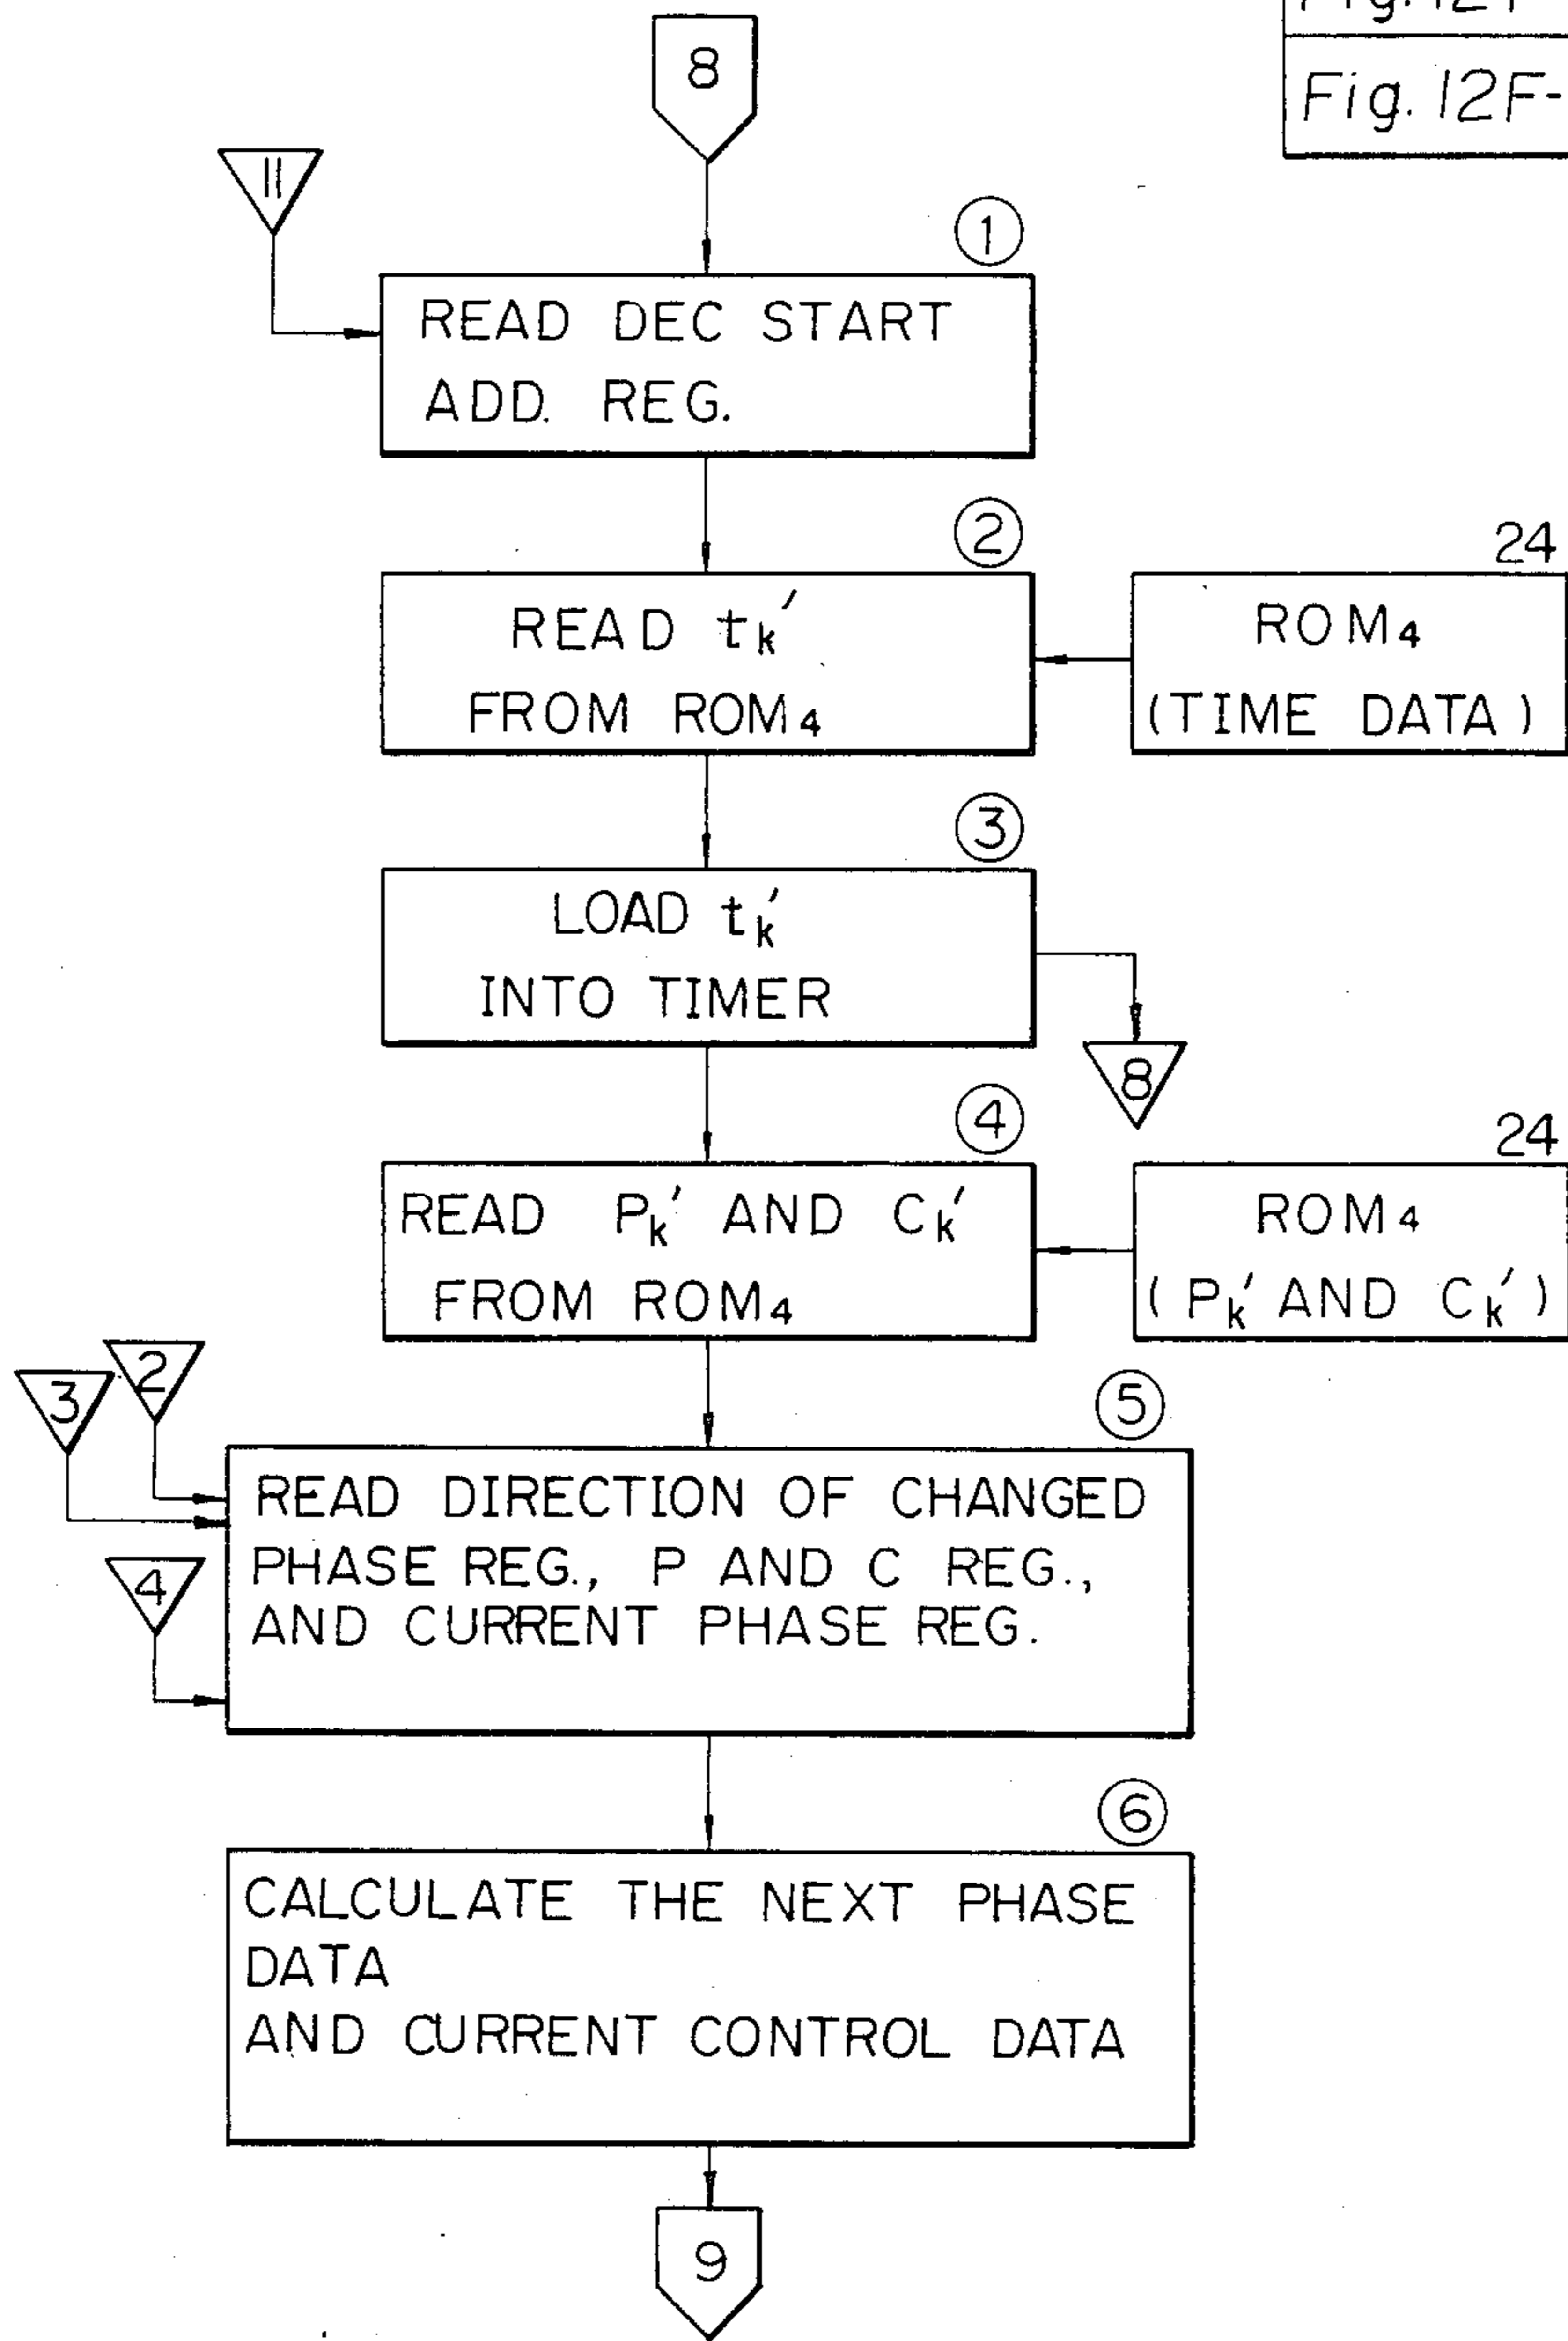 Fig. 12F-
8
11
①
READ DEC START
ADD. REG.
②
READ tk′
FROM ROM4
24
ROM4
(TIME DATA)
③
LOAD tk′
INTO TIMER
8
④
READ Pk′ AND Ck′
FROM ROM4
24
ROM4
(Pk′ AND Ck′)
2
3
4
⑤
READ DIRECTION OF CHANGED
PHASE REG., P AND C REG.,
AND CURRENT PHASE REG.
⑥
CALCULATE THE NEXT PHASE
DATA
AND CURRENT CONTROL DATA
9